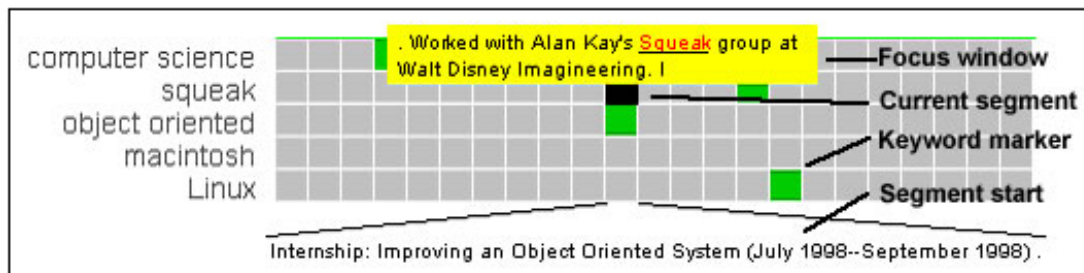 . Worked with Alan Kay's Squeak group at
Walt Disney Imagineering. I
computer science
squeak
object oriented
macintosh
Linux
Focus window
Current segment
Keyword marker
Segment start
Internship: Improving an Object Oriented System (July 1998--September 1998) .